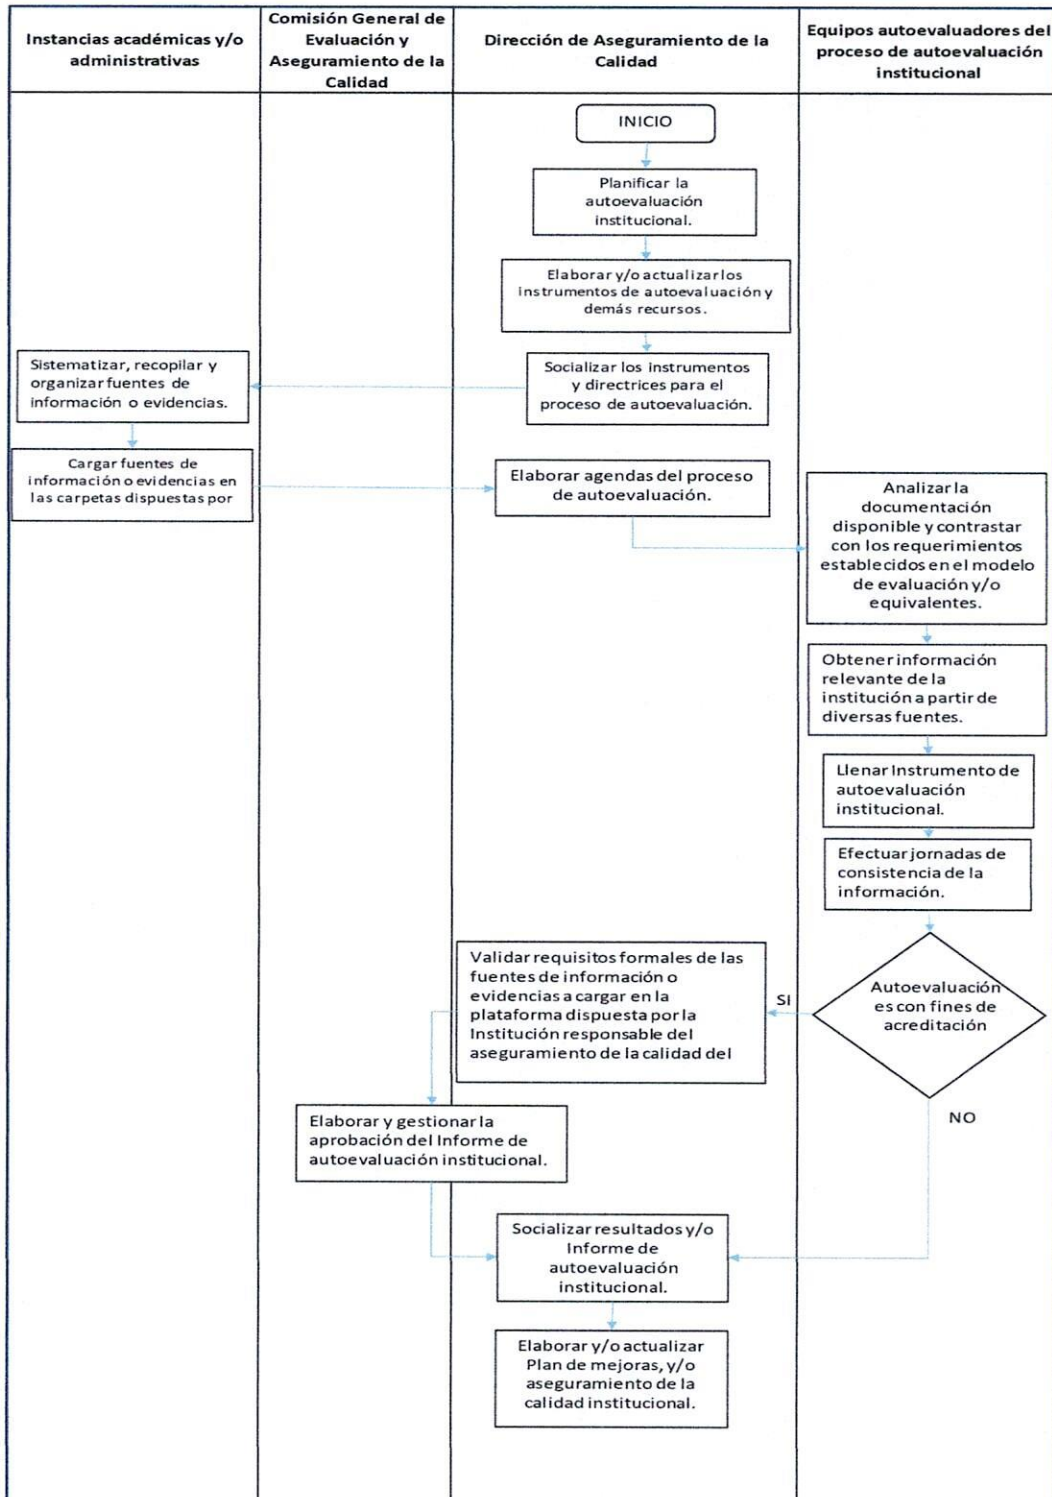 Instancias académicas y/o
administrativas
Comisión General de
Evaluación y
Aseguramiento de la
Calidad
Dirección de Aseguramiento de la
Calidad
Equipos autoevaluadores del
proceso de autoevaluación
institucional
INICIO
Planificar la
autoevaluación
institucional.
Elaborar y/o actualizar los
instrumentos de autoevaluación y
demás recursos.
Socializar los instrumentos
y directrices para el
proceso de autoevaluación.
Sistematizar, recopilar y
organizar fuentes de
información o evidencias.
Cargar fuentes de
información o evidencias en
las carpetas dispuestas por
Elaborar agendas del proceso
de autoevaluación.
Analizar la
documentación
disponible y contrastar
con los requerimientos
establecidos en el modelo
de evaluación y/o
equivalentes.
Obtener información
relevante de la
institución a partir de
diversas fuentes.
Llenar Instrumento de
autoevaluación
institucional.
Efectuar jornadas de
consistencia de la
información.
Autoevaluación
es con fines de
acreditación
SI
Validar requisitos formales de las
fuentes de información o
evidencias a cargar en la
plataforma dispuesta por la
Institución responsable del
aseguramiento de la calidad del
NO
Elaborar y gestionar la
aprobación del Informe de
autoevaluación institucional.
Socializar resultados y/o
Informe de
autoevaluación
institucional.
Elaborar y/o actualizar
Plan de mejoras, y/o
aseguramiento de la
calidad institucional.